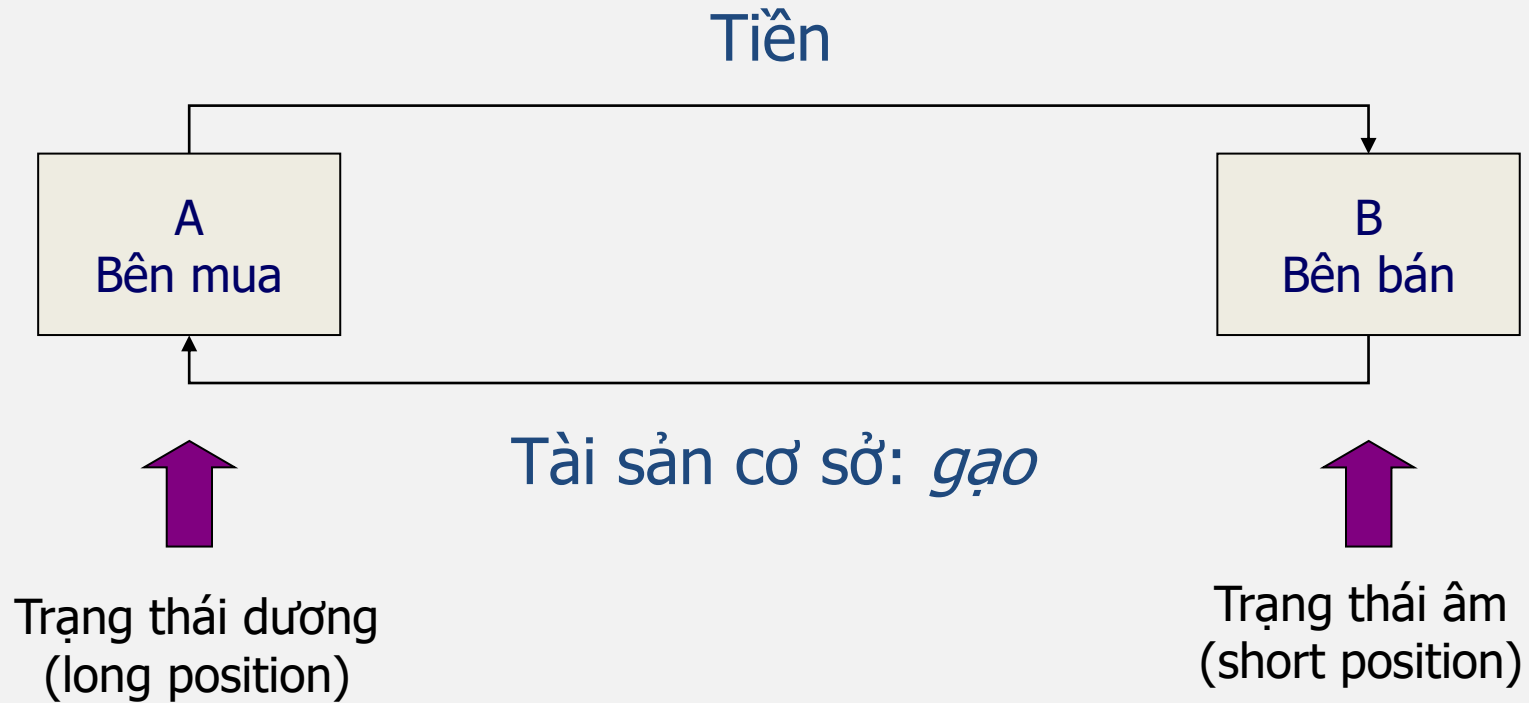 Tiền
A
Bên mua
B
Bên bán
Tài sản cơ sở: gạo
Trạng thái dương
(long position)
Trạng thái âm
(short position)